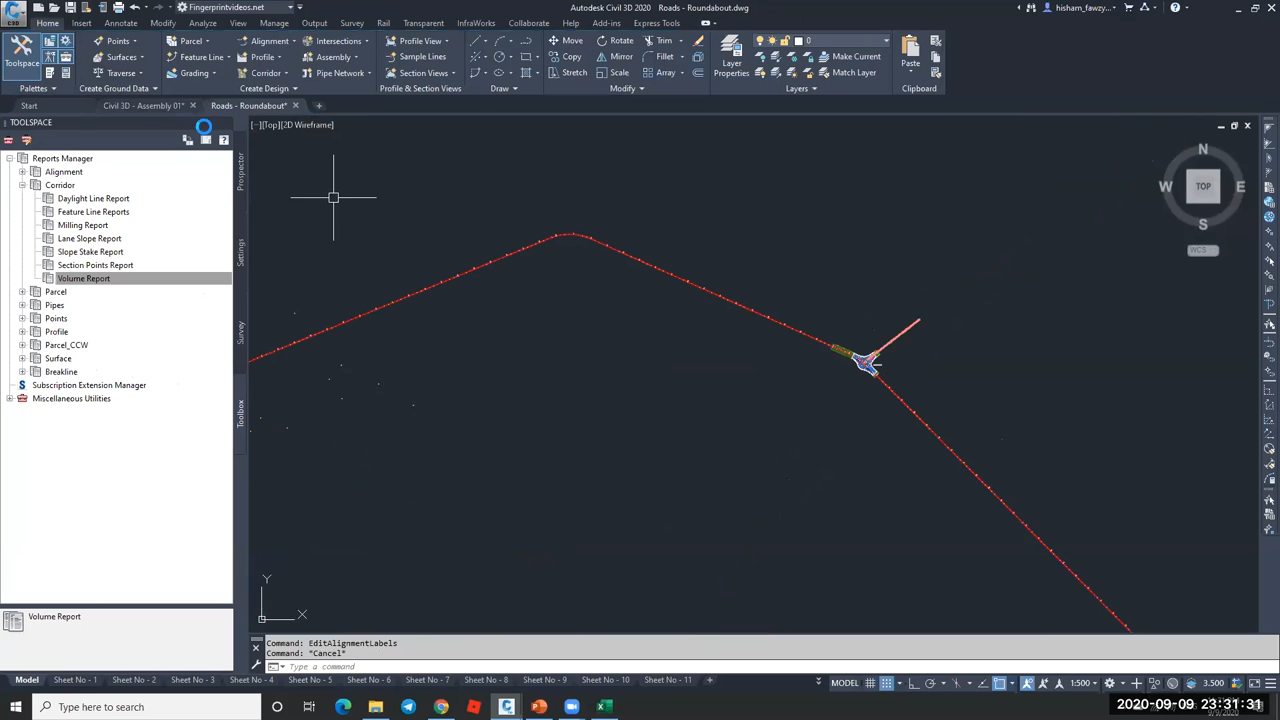 Fingerprintvideos.net
Autodesk Civil 3D 2020 Roads - Roundabout.dwg
hisham_fawzy...
Home Insert Annotate Modify Analyze View Manage Output Survey Rail Transparent InfraWorks Collaborate Help Add-ins Express Tools
Toolspace
Points
Surfaces
Traverse
Parcel
Feature Line
Grading
Alignment
Profile
Corridor
Intersections
Assembly
Pipe Network
Profile View
Sample Lines
Section Views
Move
Rotate
Trim
Copy
Mirror
Fillet
Stretch
Scale
Array
Layer
Properties
0
Make Current
Match Layer
Paste
Palettes
Create Ground Data
Create Design
Profile & Section Views
Draw
Modify
Layers
Clipboard
Start Civil 3D - Assembly 01* Roads - Roundabout*
TOOLSPACE
[−][Top][2D Wireframe]
Reports Manager
Alignment
Corridor
Daylight Line Report
Feature Line Reports
Milling Report
Lane Slope Report
Slope Stake Report
Section Points Report
Volume Report
Parcel
Pipes
Points
Profile
Parcel_CCW
Surface
Breakline
Subscription Extension Manager
Miscellaneous Utilities
Prospector
Settings
Survey
Toolbox
N
W TOP E
S
WCS
Y
X
Volume Report
Command: EditAlignmentLabels
Command: *Cancel*
Type a command
Model Sheet No - 1 Sheet No - 2 Sheet No - 3 Sheet No - 4 Sheet No - 5 Sheet No - 6 Sheet No - 7 Sheet No - 8 Sheet No - 9 Sheet No - 10 Sheet No - 11
MODEL 1:500 3.500
Type here to search
2020-09-09 23:31:31